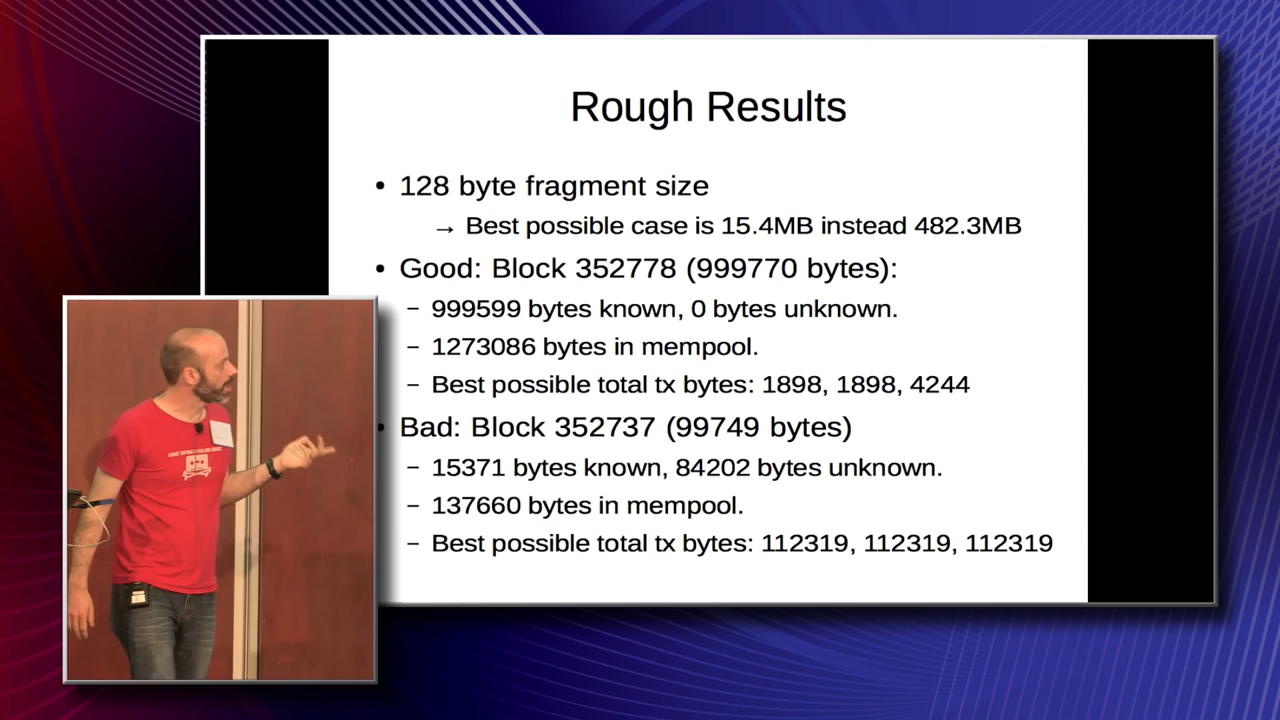 Rough Results
• 128 byte fragment size
→ Best possible case is 15.4MB instead 482.3MB
• Good: Block 352778 (999770 bytes):
– 999599 bytes known, 0 bytes unknown.
– 1273086 bytes in mempool.
– Best possible total tx bytes: 1898, 1898, 4244
• Bad: Block 352737 (99749 bytes)
– 15371 bytes known, 84202 bytes unknown.
– 137660 bytes in mempool.
– Best possible total tx bytes: 112319, 112319, 112319